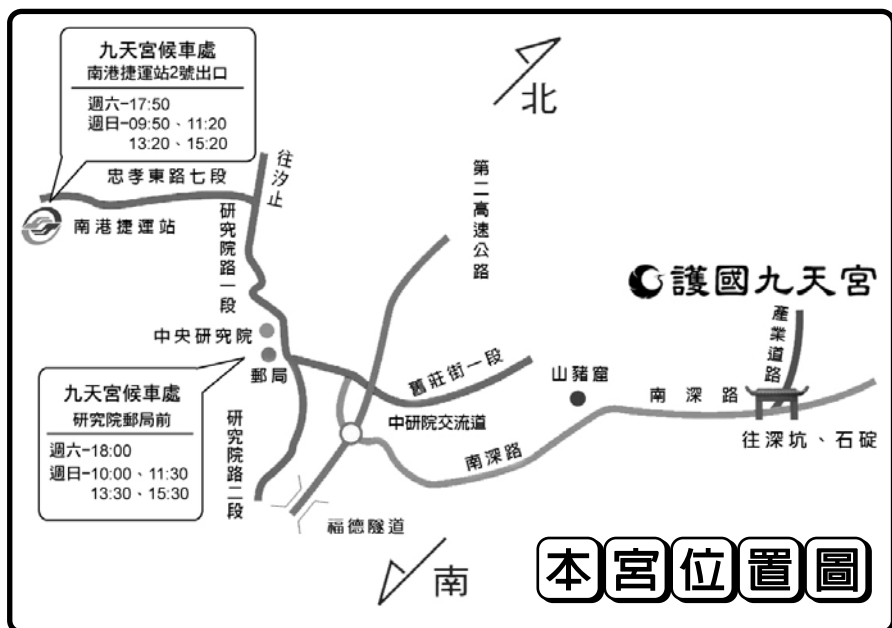 九天宮候車處
南港捷運站2號出口
週六-17:50
週日-09:50、11:20
13:20、15:20
北
往汐止
忠孝東路七段
南港捷運站
研究院路一段
第二高速公路
護國九天宮
產業道路
中央研究院
郵局
舊莊街一段
山豬窟
南深路
往深坑、石碇
九天宮候車處
研究院郵局前
週六-18:00
週日-10:00、11:30
13:30、15:30
研究院路二段
中研院交流道
南深路
福德隧道
南
本宮位置圖